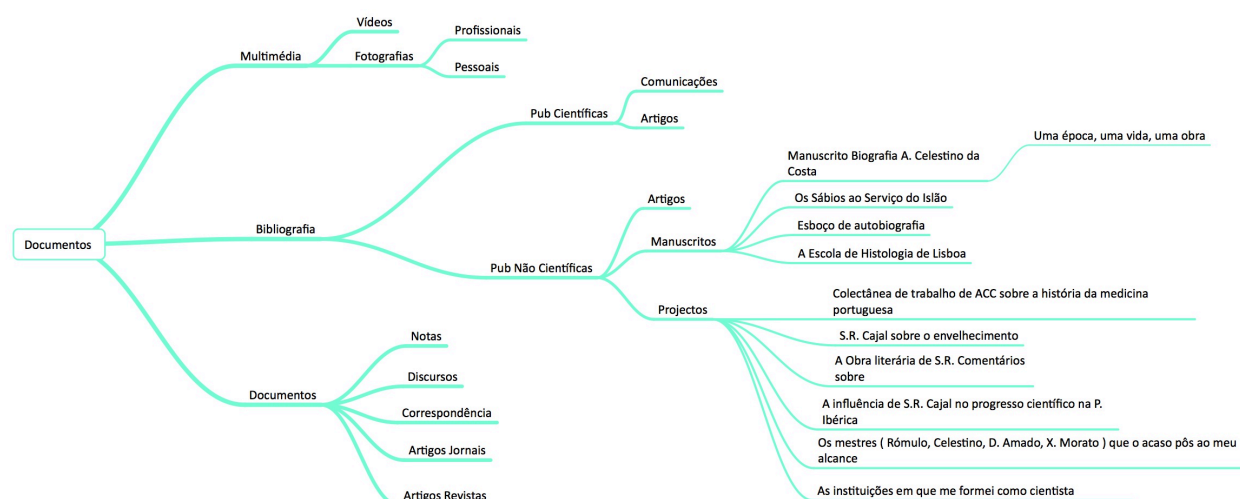 Vídeos
Profissionais
Multimédia
Fotografias
Pessoais
Comunicações
Pub Científicas
Artigos
Uma época, uma vida, uma obra
Manuscrito Biografia A. Celestino da
Costa
Artigos
Os Sábios ao Serviço do Islão
Documentos
Bibliografia
Esboço de autobiografia
Manuscritos
A Escola de Histologia de Lisboa
Pub Não Científicas
Colectânea de trabalho de ACC sobre a história da medicina
portuguesa
Projectos
S.R. Cajal sobre o envelhecimento
Notas
A Obra literária de S.R. Comentários
sobre
Discursos
Documentos
A influência de S.R. Cajal no progresso científico na P.
Ibérica
Correspondência
Os mestres ( Rómulo, Celestino, D. Amado, X. Morato ) que o acaso pôs ao meu
alcance
Artigos Jornais
As instituições em que me formei como cientista
Artigos Revistas